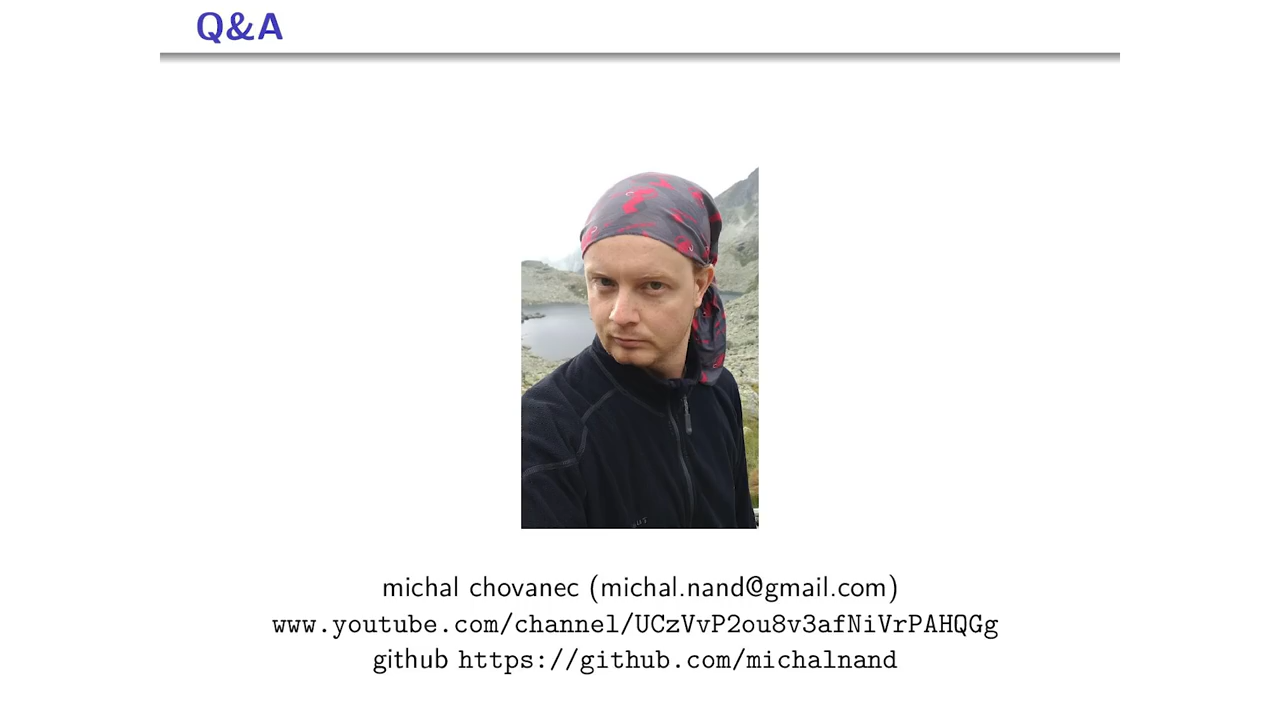 Q&A
michal chovanec (michal.nand@gmail.com)
www.youtube.com/channel/UCzVvP2ou8v3afNiVrPAHQGg
github https://github.com/michalnand